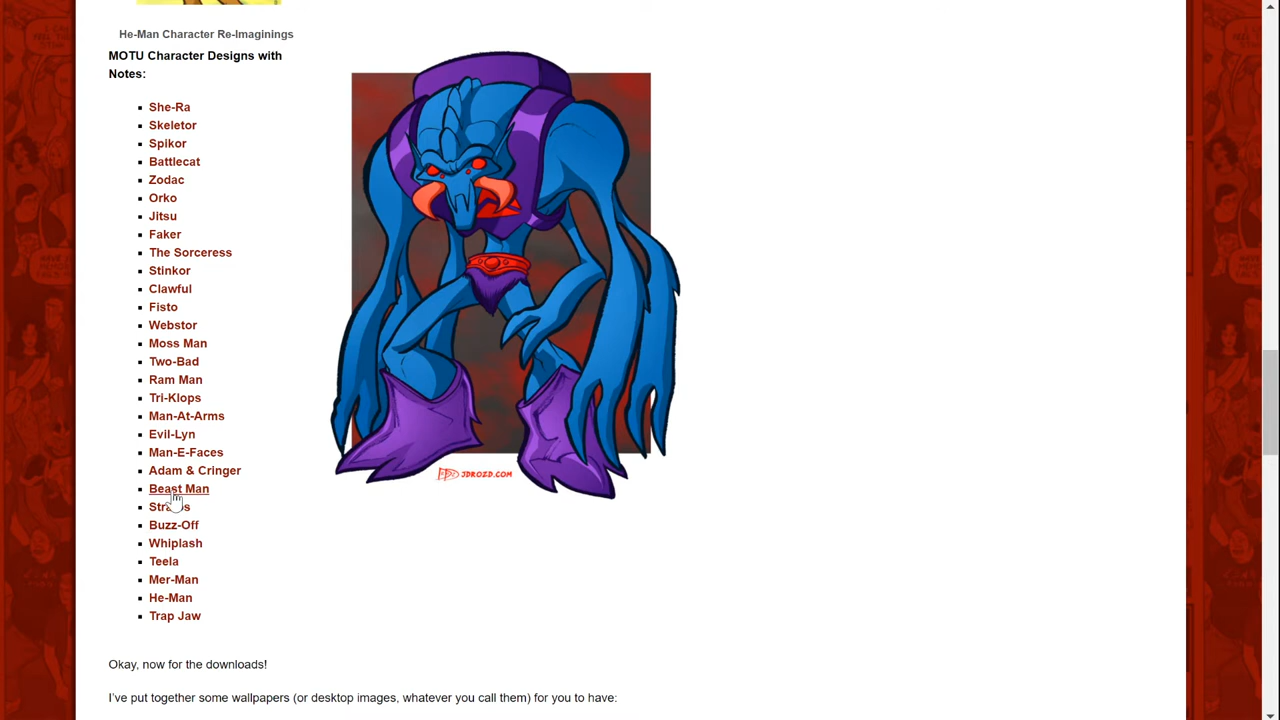 He-Man Character Re-Imaginings
MOTU Character Designs with
Notes:
She-Ra
Skeletor
Spikor
Battlecat
Zodac
Orko
Jitsu
Faker
The Sorceress
Stinkor
Clawful
Fisto
Webstor
Moss Man
Two-Bad
Ram Man
Tri-Klops
Man-At-Arms
Evil-Lyn
Man-E-Faces
Adam & Cringer
Beast Man
Buzz-Off
Whiplash
Teela
Mer-Man
He-Man
Trap Jaw
JDROZD.COM
Okay, now for the downloads!
I've put together some wallpapers (or desktop images, whatever you call them) for you to have: